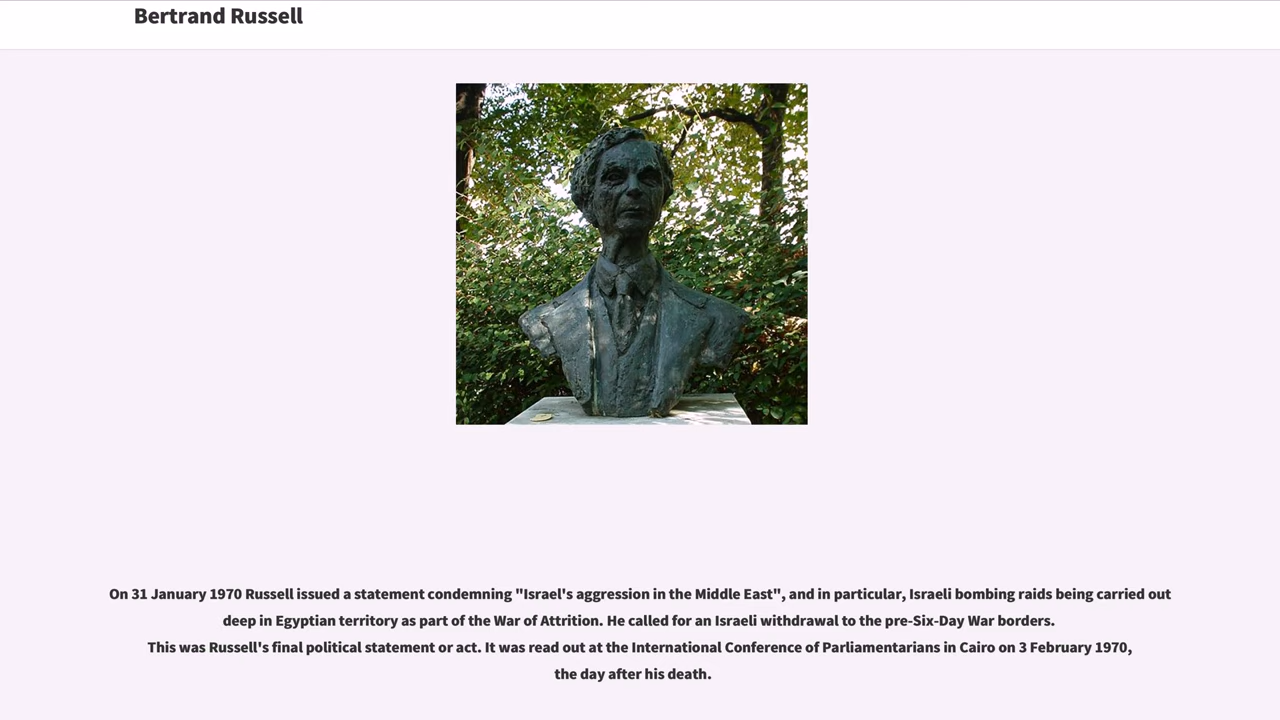 Bertrand Russell
On 31 January 1970 Russell issued a statement condemning "Israel's aggression in the Middle East", and in particular, Israeli bombing raids being carried out
deep in Egyptian territory as part of the War of Attrition. He called for an Israeli withdrawal to the pre-Six-Day War borders.
This was Russell's final political statement or act. It was read out at the International Conference of Parliamentarians in Cairo on 3 February 1970,
the day after his death.